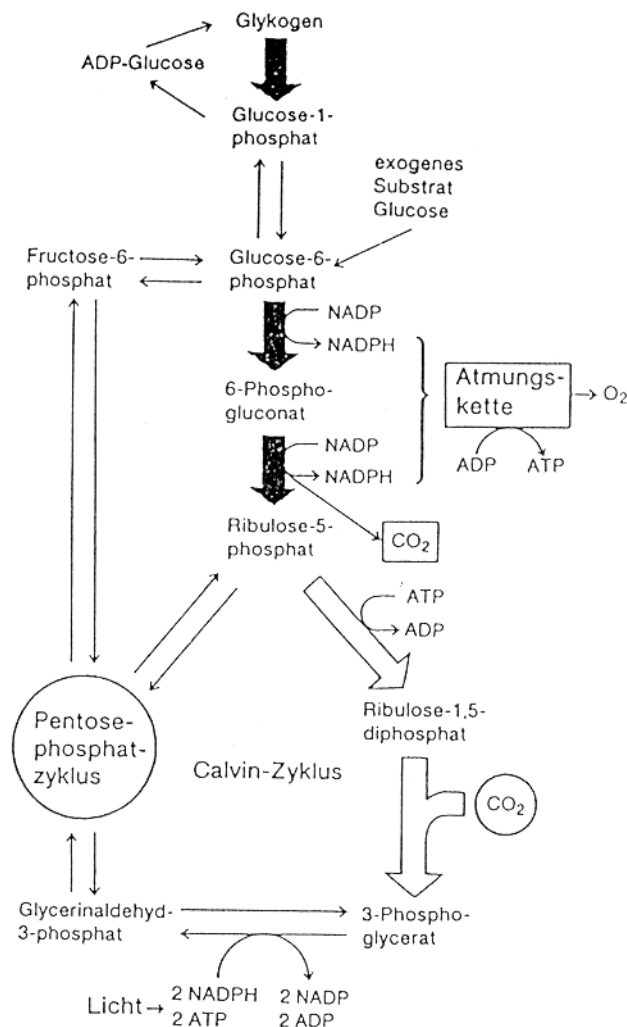 Glykogen
ADP-Glucose
Glucose-1-
phosphat
exogenes
Substrat
Glucose
Fructose-6-
phosphat
Glucose-6-
phosphat
NADP
NADPH
6-Phospho-
gluconat
Atmungs-
kette
O₂
NADP
NADPH
ADP
ATP
Ribulose-5-
phosphat
CO₂
ATP
ADP
Ribulose-1,5-
diphosphat
Pentose-
phosphat-
zyklus
Calvin-Zyklus
CO₂
Glycerinaldehyd-
3-phosphat
3-Phospho-
glycerat
Licht
2 NADPH
2 ATP
2 NADP
2 ADP